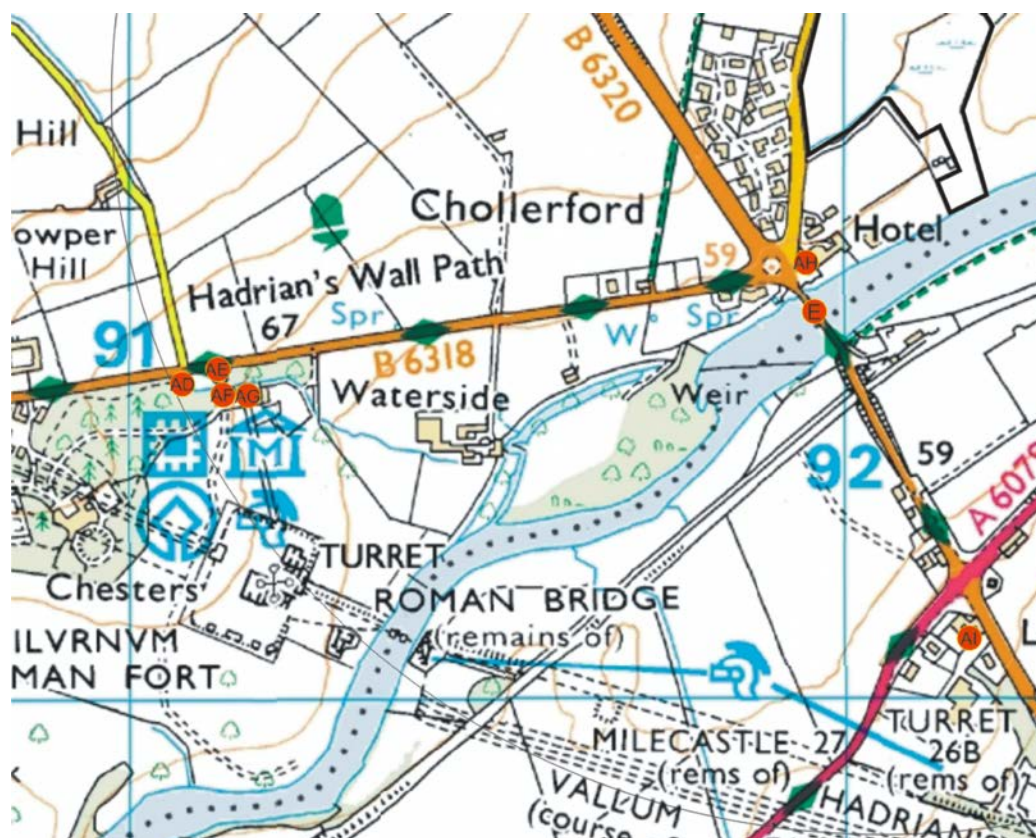 B 6320
Hill
Chollerford
Hotel
owper
Hill
59
Hadrian's Wall Path
67
Spr
W
Spr
91
B 6318
AH
E
AD
AE
AF
AG
Waterside
Weir
M
92
59
A 6079
TURRET
Chesters
ROMAN BRIDGE
(remains of)
ILVRNVM
MAN FORT
AI
L
MILECASTLE 27
(rems of)
TURRET
26B
(rems of)
VALLUM
(course
HADRIAN